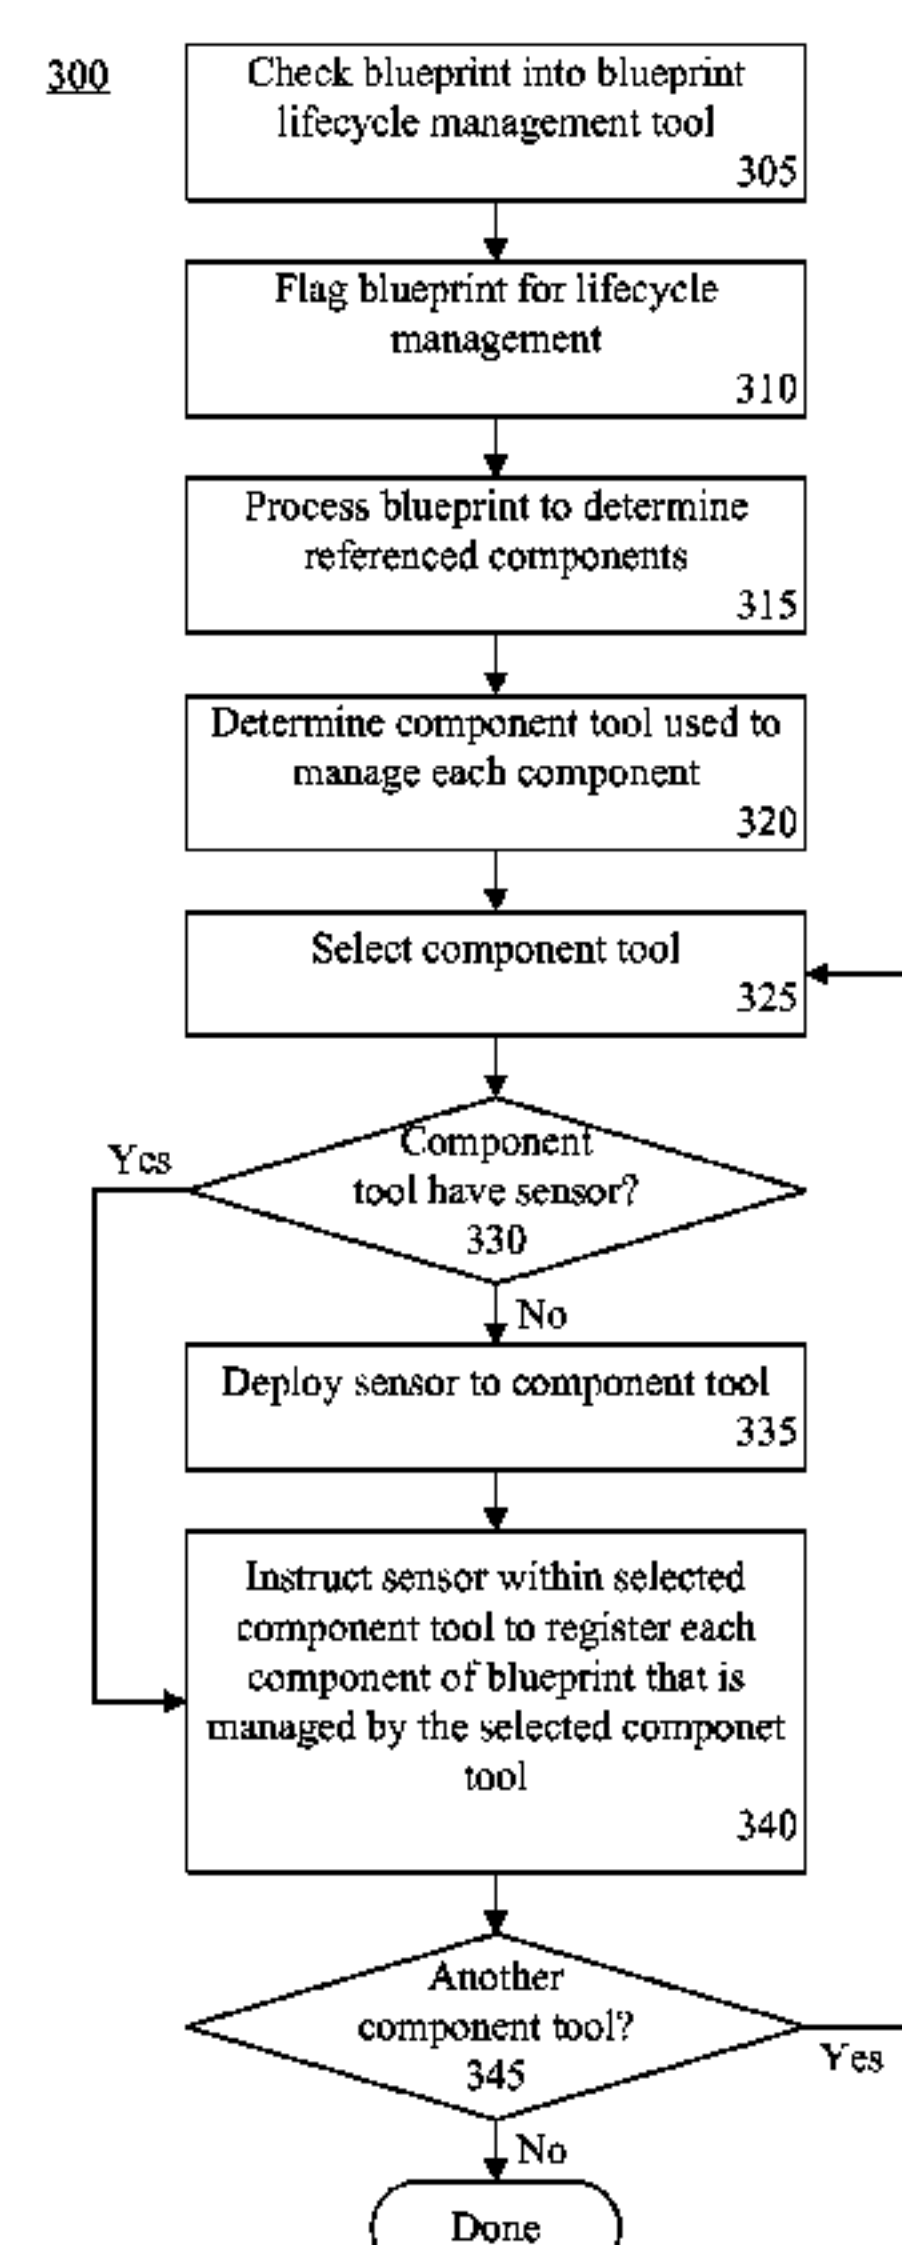 300
Check blueprint into blueprint
lifecycle management tool
305
Flag blueprint for lifecycle
management
310
Process blueprint to determine
referenced components
315
Determine component tool used to
manage each component
320
Select component tool
325
Component
tool have sensor?
330
Yes
No
Deploy sensor to component tool
335
Instruct sensor within selected
component tool to register each
component of blueprint that is
managed by the selected componet
tool
340
Another
component tool?
345
Yes
No
Done